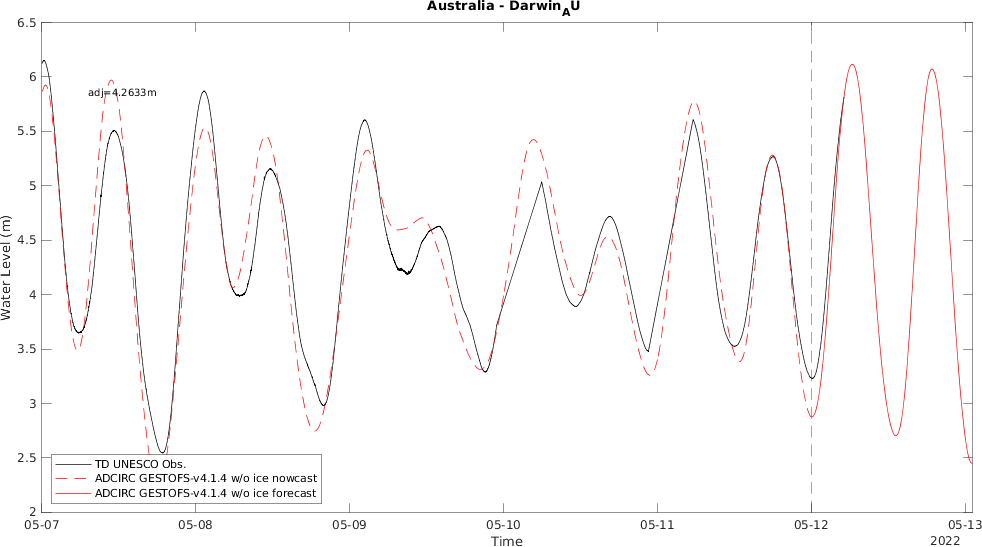 Australia - DarwinAU
6.5
6
5.5
5
4.5
4
3.5
3
2.5
2
Water Level (m)
adj=4.2633m
TD UNESCO Obs.
ADCIRC GESTOFS-v4.1.4 w/o ice nowcast
ADCIRC GESTOFS-v4.1.4 w/o ice forecast
05-07 05-08 05-09 05-10 05-11 05-12 05-13
Time
2022